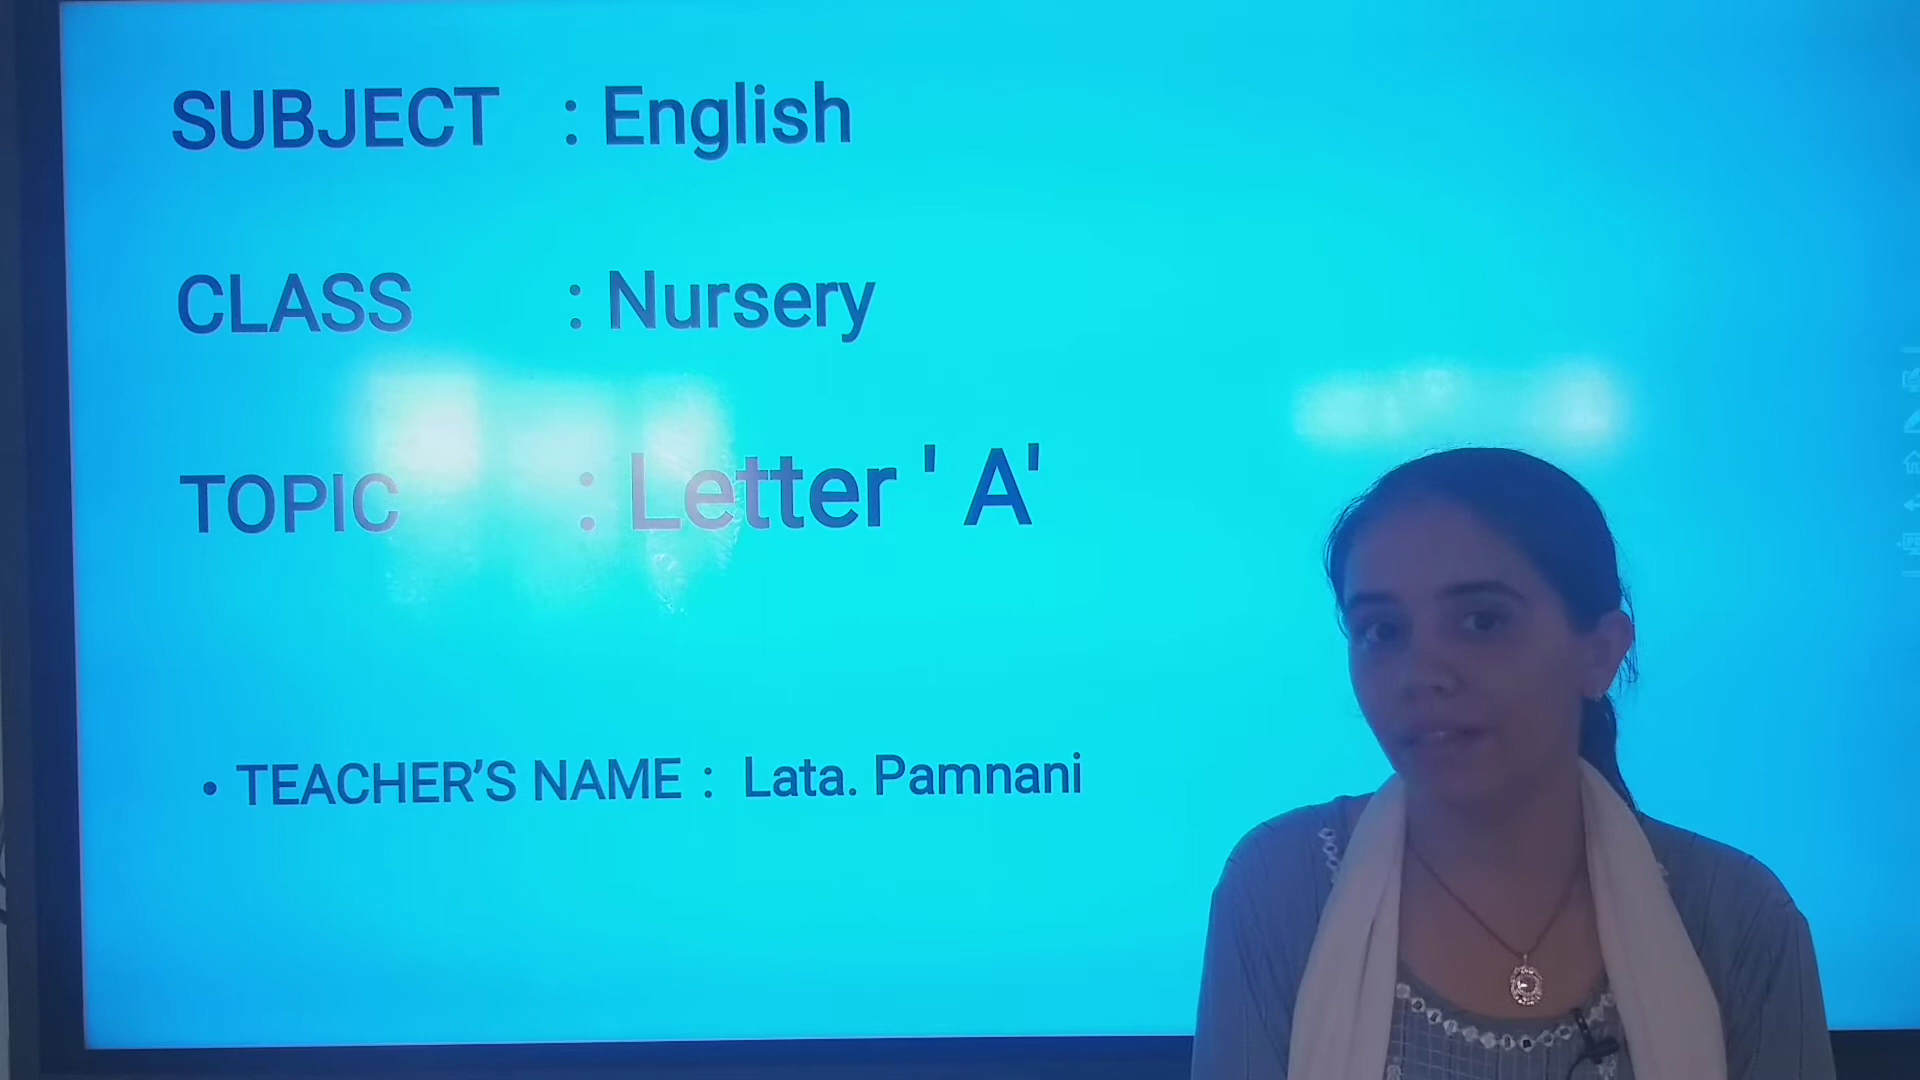 SUBJECT : English
CLASS : Nursery
TOPIC : Letter ' A'
• TEACHER’S NAME : Lata. Pamnani